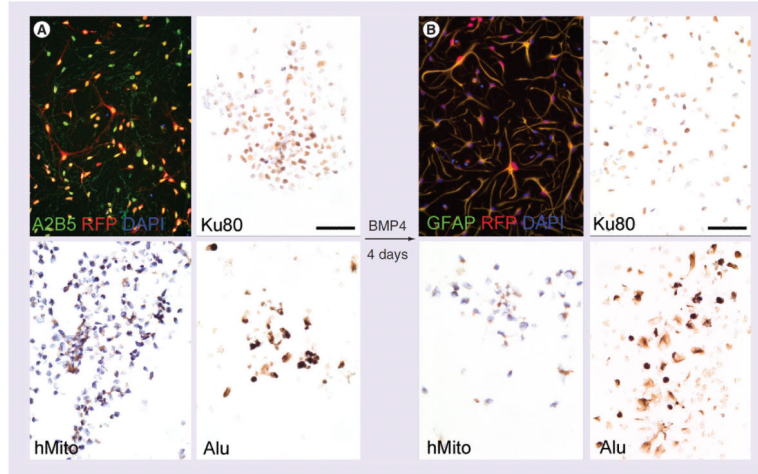 A
A2B5 RFP DAPI
Ku80
hMito
Alu
BMP4
4 days
B
GFAP RFP DAPI
Ku80
hMito
Alu